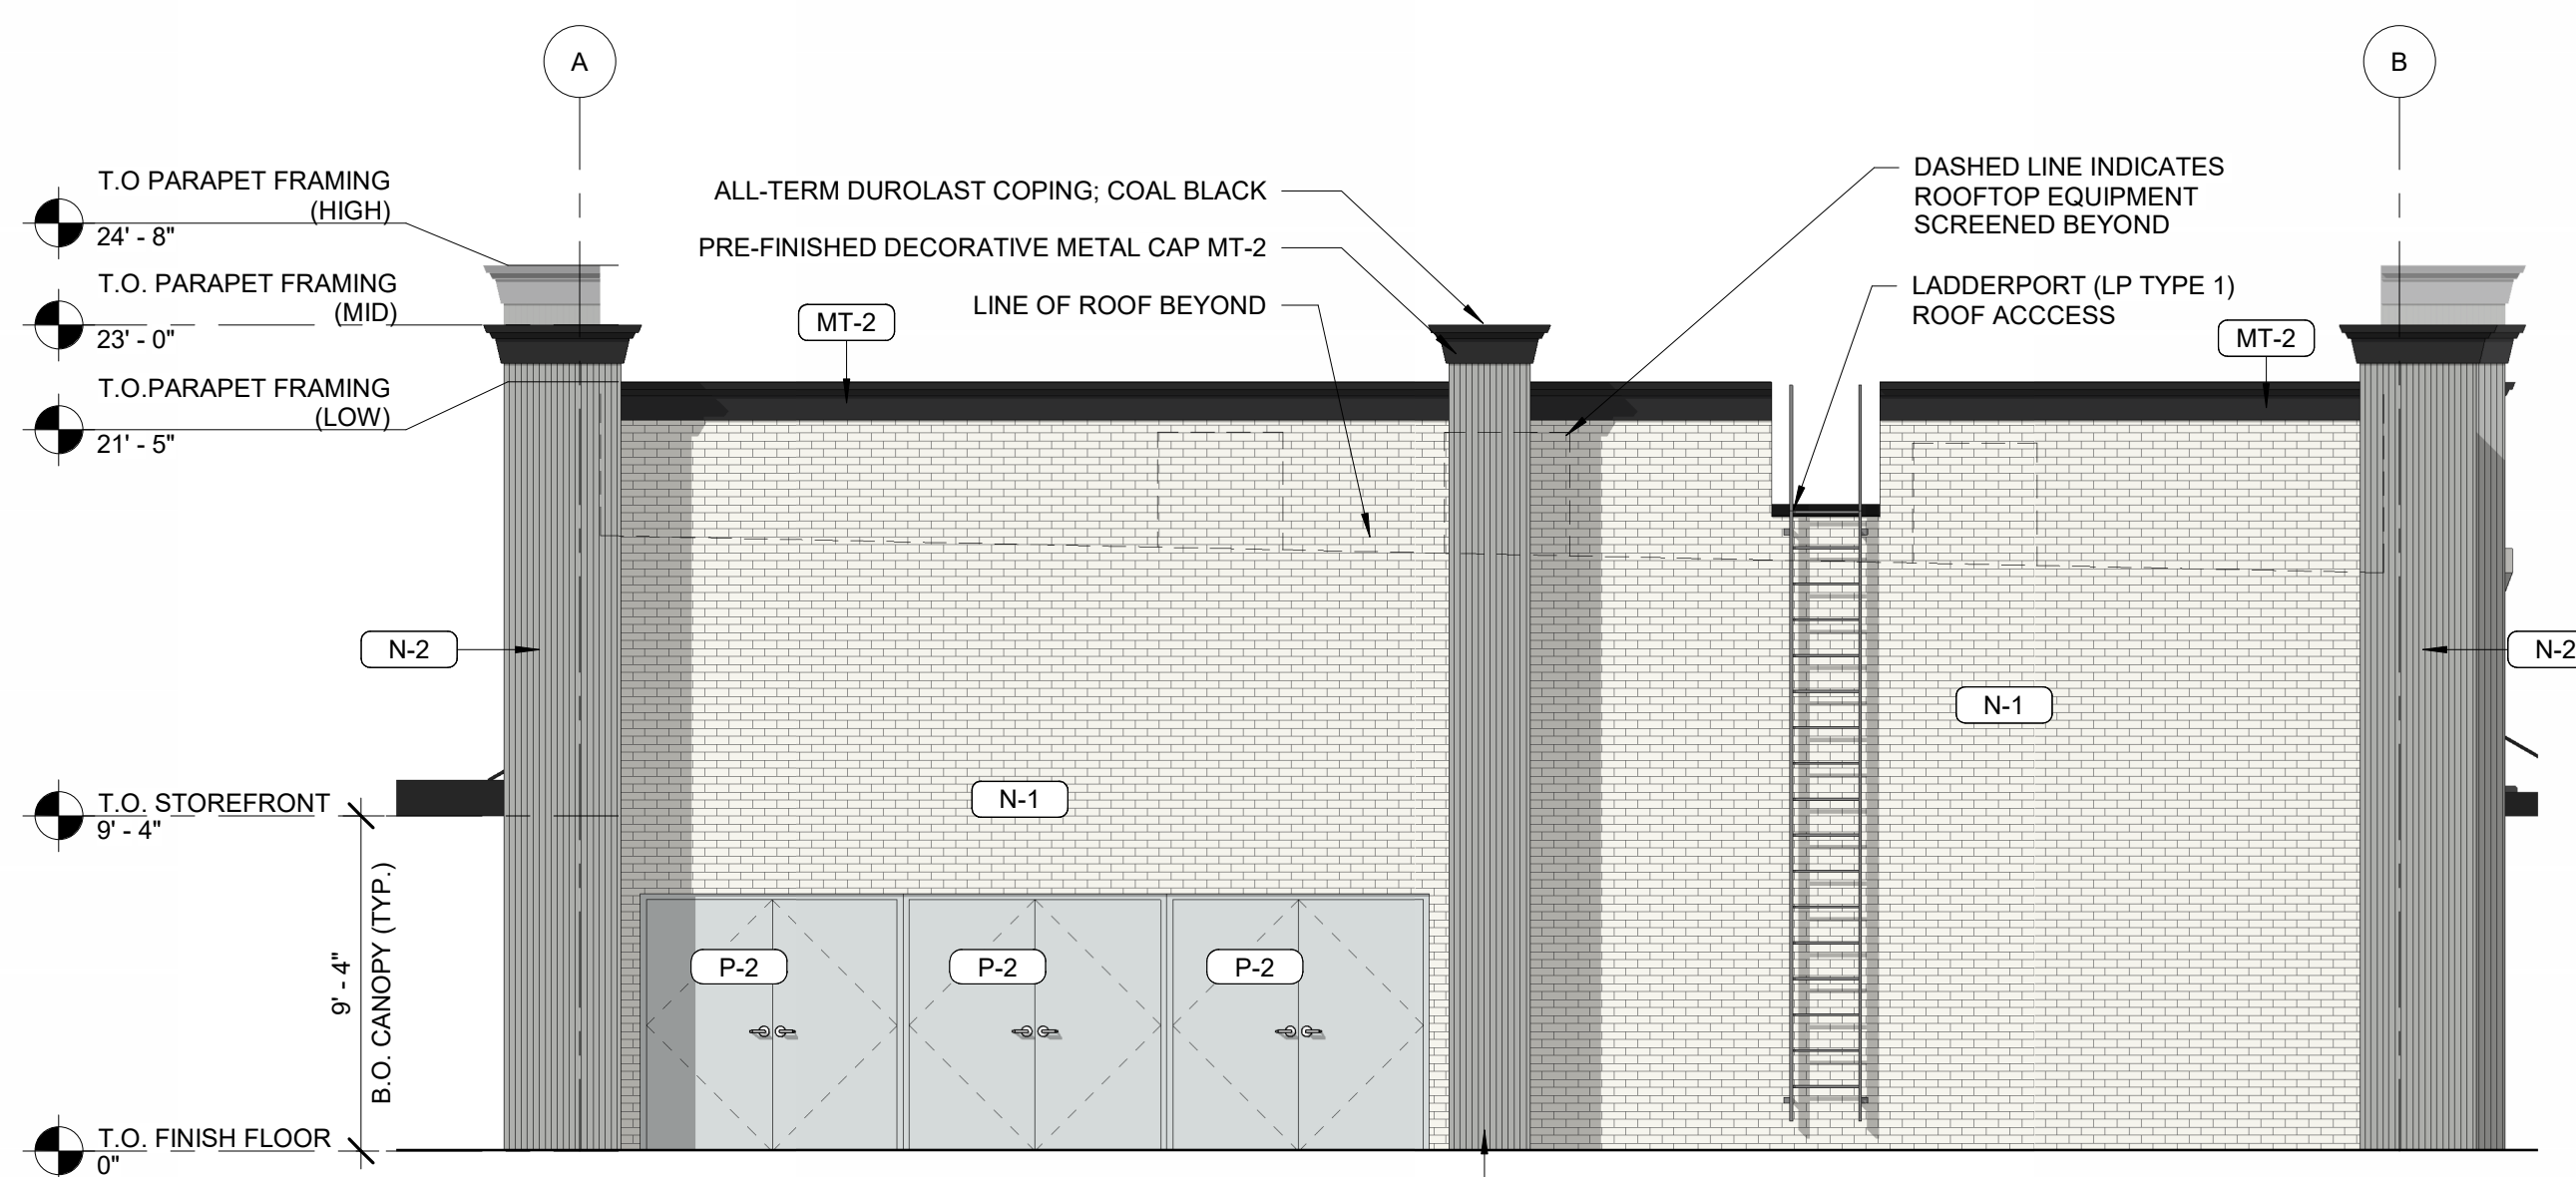 A
B
T.O PARAPET FRAMING
(HIGH)
24' - 8"
T.O. PARAPET FRAMING
(MID)
23' - 0"
T.O.PARAPET FRAMING
(LOW)
21' - 5"
ALL-TERM DUROLAST COPING; COAL BLACK
PRE-FINISHED DECORATIVE METAL CAP MT-2
LINE OF ROOF BEYOND
MT-2
DASHED LINE INDICATES
ROOFTOP EQUIPMENT
SCREENED BEYOND
LADDERPORT (LP TYPE 1)
ROOF ACCCESS
MT-2
N-2
N-2
N-1
N-1
T.O. STOREFRONT
9' - 4"
9' - 4"
B.O. CANOPY (TYP.)
P-2
P-2
P-2
T.O. FINISH FLOOR
0"